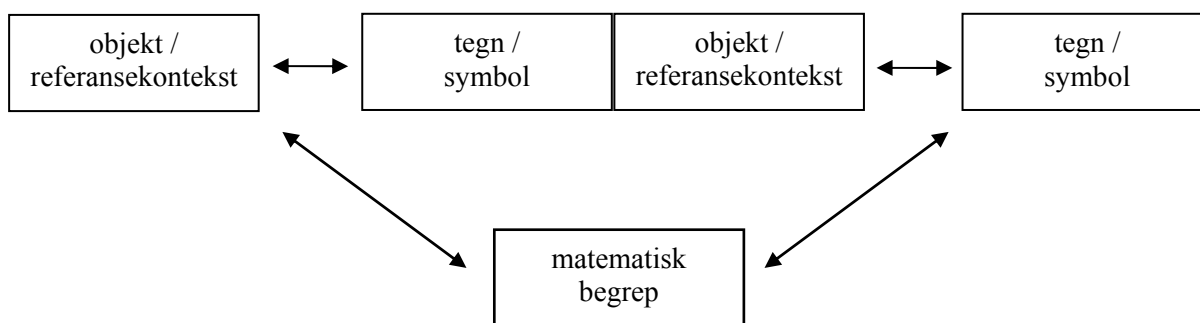 objekt /
referansekontekst
tegn /
symbol
objekt /
referansekontekst
tegn /
symbol
matematisk
begrep